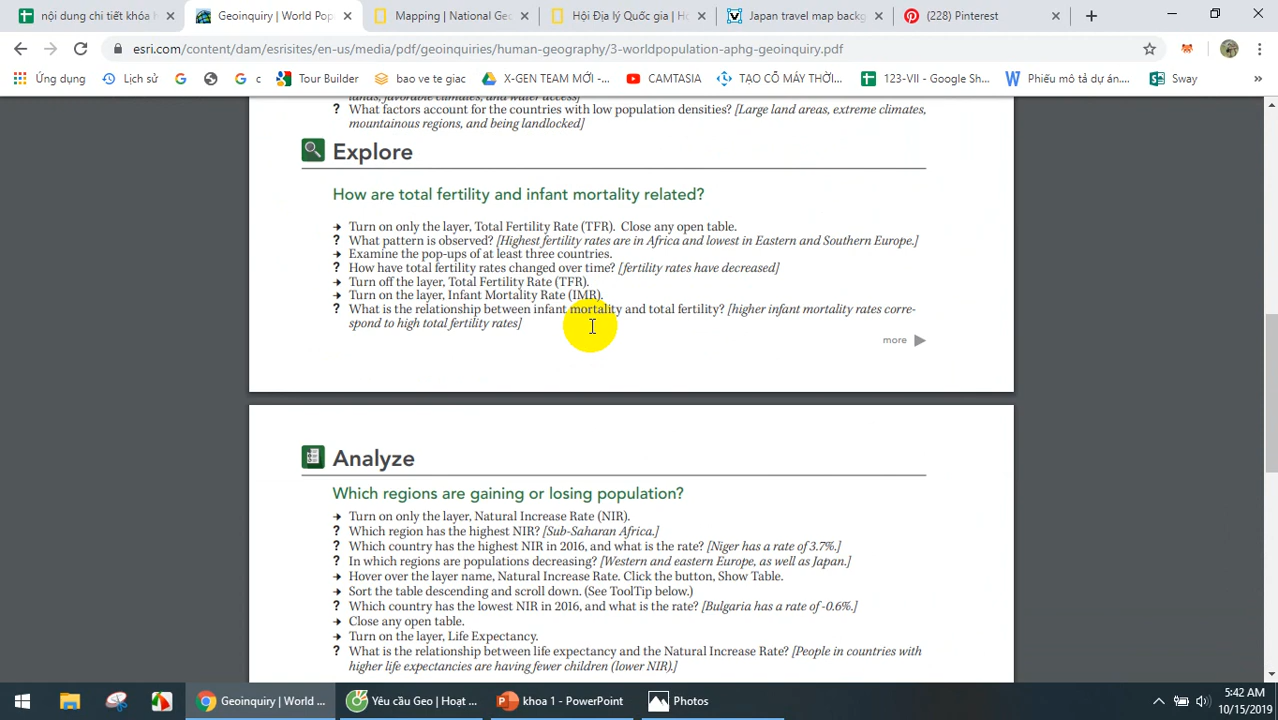 nội dung chi tiết khóa h
Geoinquiry | World Pop
Mapping | National Geo
Hội Địa lý Quốc gia | Ho
Japan travel map backg
(228) Pinterest
esri.com/content/dam/esrisites/en-us/media/pdf/geoinquiries/human-geography/3-worldpopulation-aphg-geoinquiry.pdf
Ứng dụng
Lịch sử
G c
Tour Builder
bao ve te giac
X-GEN TEAM MỚI -...
CAMTASIA
TẠO CÕ MÁY THỜI...
123-VII - Google Sh...
Phiếu mô tả dự án....
Sway
»
lands, favorable climates, and water access]
? What factors account for the countries with low population densities? [Large land areas, extreme climates,
mountainous regions, and being landlocked]
Explore
How are total fertility and infant mortality related?
➔ Turn on only the layer, Total Fertility Rate (TFR). Close any open table.
? What pattern is observed? [Highest fertility rates are in Africa and lowest in Eastern and Southern Europe.]
➔ Examine the pop-ups of at least three countries.
? How have total fertility rates changed over time? [fertility rates have decreased]
➔ Turn off the layer, Total Fertility Rate (TFR).
➔ Turn on the layer, Infant Mortality Rate (IMR).
? What is the relationship between infant mortality and total fertility? [higher infant mortality rates corre-
spond to high total fertility rates]
more
Analyze
Which regions are gaining or losing population?
➔ Turn on only the layer, Natural Increase Rate (NIR).
? Which region has the highest NIR? [Sub-Saharan Africa.]
? Which country has the highest NIR in 2016, and what is the rate? [Niger has a rate of 3.7%.]
? In which regions are populations decreasing? [Western and eastern Europe, as well as Japan.]
➔ Hover over the layer name, Natural Increase Rate. Click the button, Show Table.
➔ Sort the table descending and scroll down. (See ToolTip below.)
? Which country has the lowest NIR in 2016, and what is the rate? [Bulgaria has a rate of -0.6%.]
➔ Close any open table.
➔ Turn on the layer, Life Expectancy.
? What is the relationship between life expectancy and the Natural Increase Rate? [People in countries with
higher life expectancies are having fewer children (lower NIR).]
Geoinquiry | World ...
Yêu cầu Geo | Hoạt ...
khoa 1 - PowerPoint
Photos
5:42 AM
10/15/2019